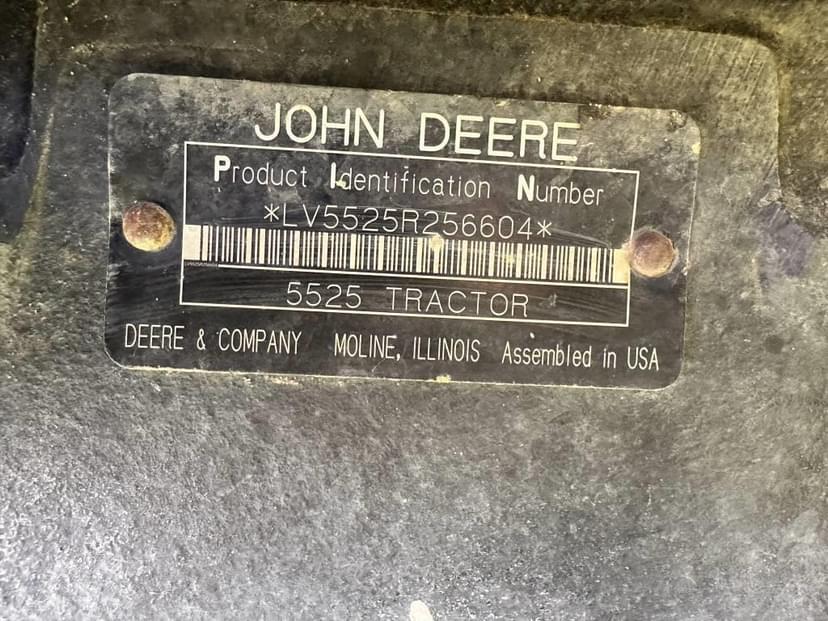 JOHN DEERE
Product Identification Number
*LV5525R256604*
5525 TRACTOR
DEERE & COMPANY MOLINE, ILLINOIS Assembled in USA